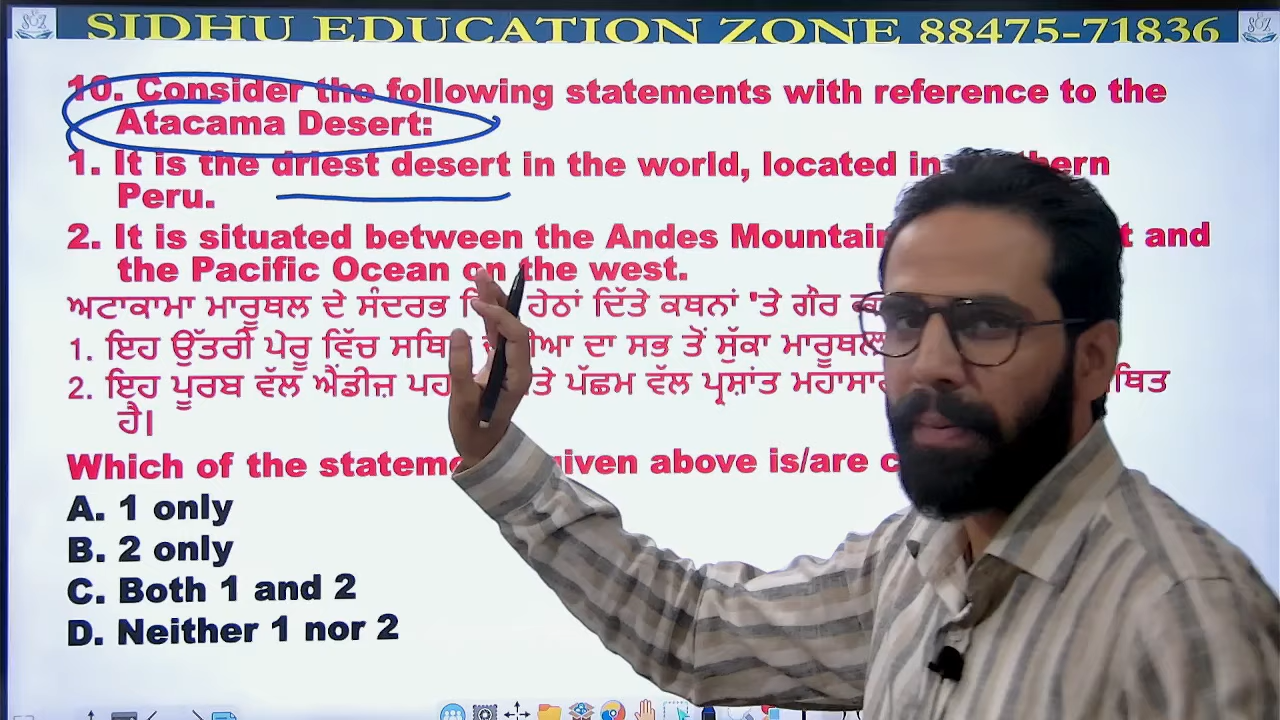 SIDHU EDUCATION ZONE 88475-71836
10. Consider the following statements with reference to the
Atacama Desert:
1. It is the driest desert in the world, located in
Peru.
2. It is situated between the Andes and
the Pacific Ocean on the west.
ਅਟਾਕਾਮਾ ਮਾਰੂਥਲ ਦੇ ਸੰਦਰਭ ਹੇਠਾਂ ਦਿੱਤੇ ਕਥਨਾਂ 'ਤੇ ਗੌਰ
1. ਇਹ ਉੱਤਰੀ ਪੇਰੂ ਵਿੱਚ ਦਾ ਸਭ ਤੋਂ ਸੁੱਕਾ ਮਾਰੂਥਲ
2. ਇਹ ਪੂਰਬ ਵੱਲ ਐਂਡੀਜ਼ ਪੱਛਮ ਵੱਲ ਪ੍ਰਸ਼ਾਂਤ
ਹੈ।
Which of the given above is/are
A. 1 only
B. 2 only
C. Both 1 and 2
D. Neither 1 nor 2